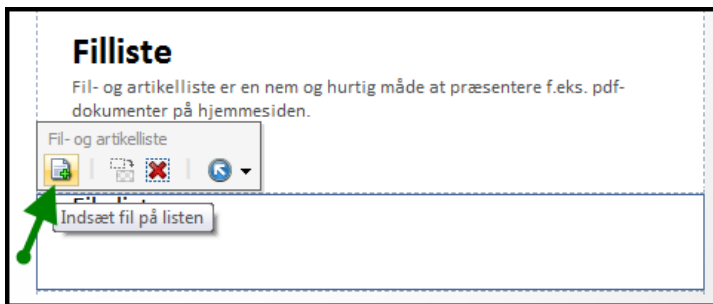 Filliste
Fil- og artikelliste er en nem og hurtig måde at præsentere f.eks. pdf-
dokumenter på hjemmesiden.
Fil- og artikelliste
Indsæt fil på listen